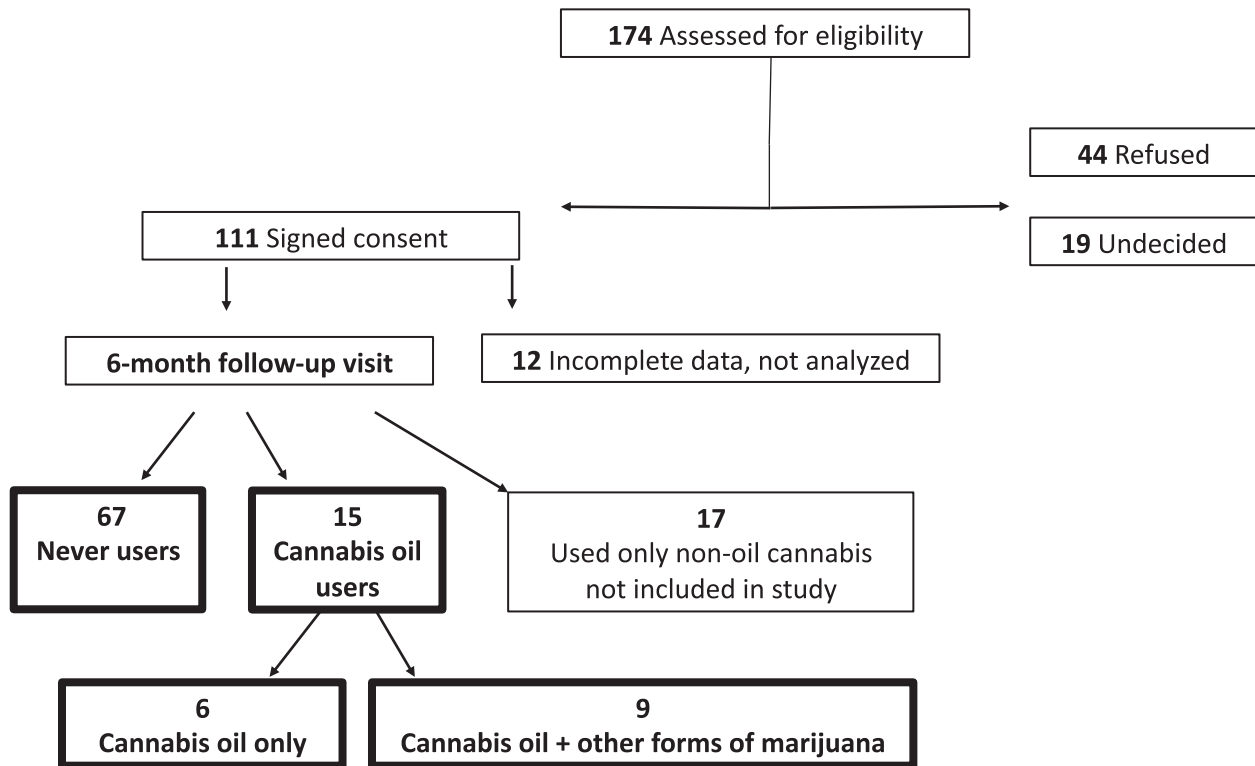 174 Assessed for eligibility
44 Refused
19 Undecided
111 Signed consent
6-month follow-up visit
12 Incomplete data, not analyzed
67
Never users
15
Cannabis oil
users
17
Used only non-oil cannabis
not included in study
6
Cannabis oil only
9
Cannabis oil + other forms of marijuana